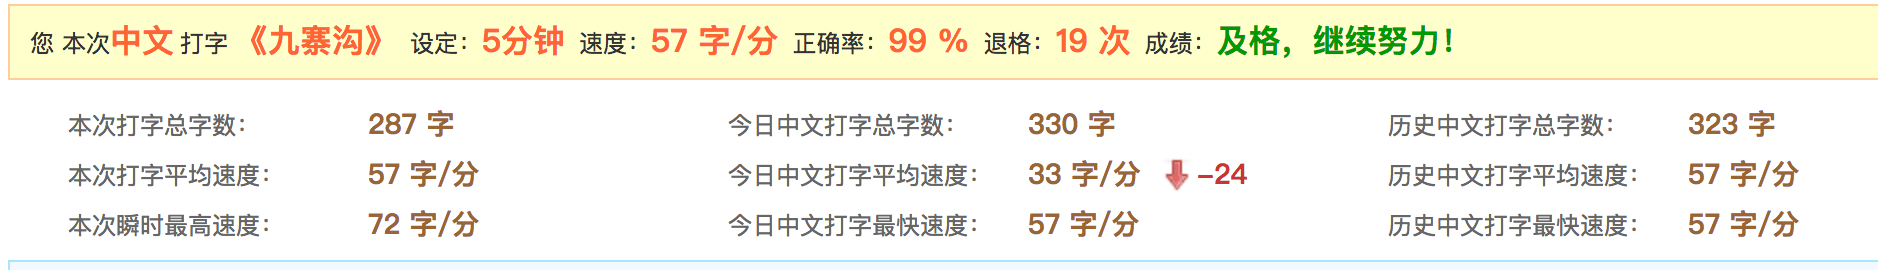 您 本次中文 打字 《九寨沟》 设定：5分钟 速度：57 字/分 正确率：99 % 退格：19 次 成绩：及格，继续努力！
本次打字总字数： 287 字 今日中文打字总字数： 330 字 历史中文打字总字数： 323 字
本次打字平均速度： 57 字/分 今日中文打字平均速度： 33 字/分 -24 历史中文打字平均速度： 57 字/分
本次瞬时最高速度： 72 字/分 今日中文打字最快速度： 57 字/分 历史中文打字最快速度： 57 字/分